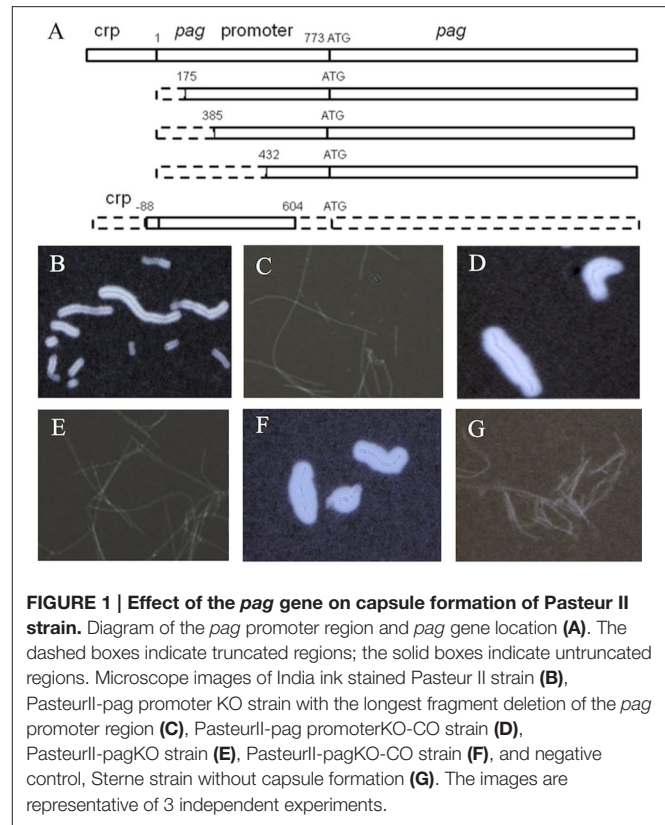 A
crp 1 pag promoter 773 ATG pag
175 ATG
385 ATG
432 ATG
crp
-88 604 ATG
B C D
E F G
FIGURE 1 | Effect of the pag gene on capsule formation of Pasteur II
strain. Diagram of the pag promoter region and pag gene location (A). The
dashed boxes indicate truncated regions; the solid boxes indicate untruncated
regions. Microscope images of India ink stained Pasteur II strain (B),
PasteurII-pag promoter KO strain with the longest fragment deletion of the pag
promoter region (C), PasteurII-pag promoterKO-CO strain (D),
PasteurII-pagKO strain (E), PasteurII-pagKO-CO strain (F), and negative
control, Sterne strain without capsule formation (G). The images are
representative of 3 independent experiments.